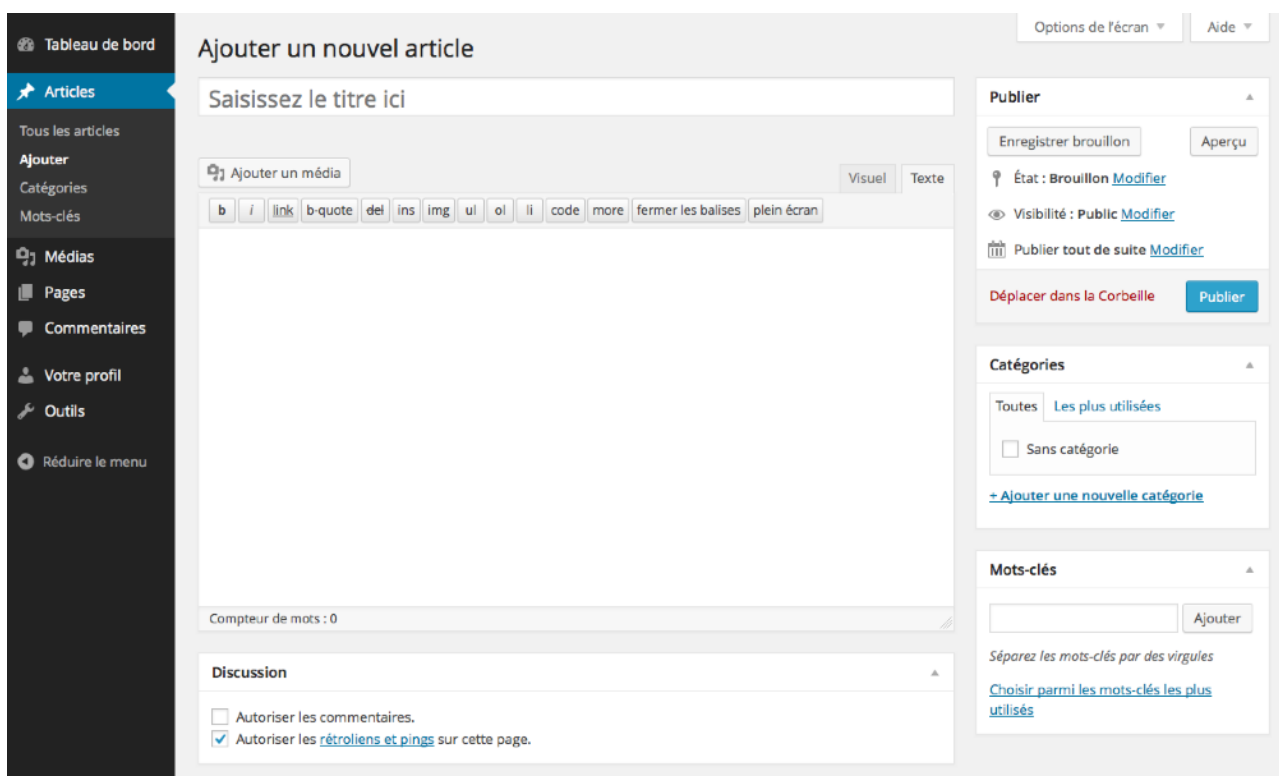 Tableau de bord
Articles
Tous les articles
Ajouter
Catégories
Mots-clés
Médias
Pages
Commentaires
Votre profil
Outils
Réduire le menu
Options de l'écran
Aide
Ajouter un nouvel article
Saisissez le titre ici
Ajouter un média
Visuel Texte
b i link b-quote del ins img ul ol li code more fermer les balises plein écran
Compteur de mots : 0
Discussion
Autoriser les commentaires.
Autoriser les rétroliens et pings sur cette page.
Publier
Enregistrer brouillon Aperçu
État : Brouillon Modifier
Visibilité : Public Modifier
Publier tout de suite Modifier
Déplacer dans la Corbeille Publier
Catégories
Toutes Les plus utilisées
Sans catégorie
+ Ajouter une nouvelle catégorie
Mots-clés
Ajouter
Séparez les mots-clés par des virgules
Choisir parmi les mots-clés les plus
utilisés